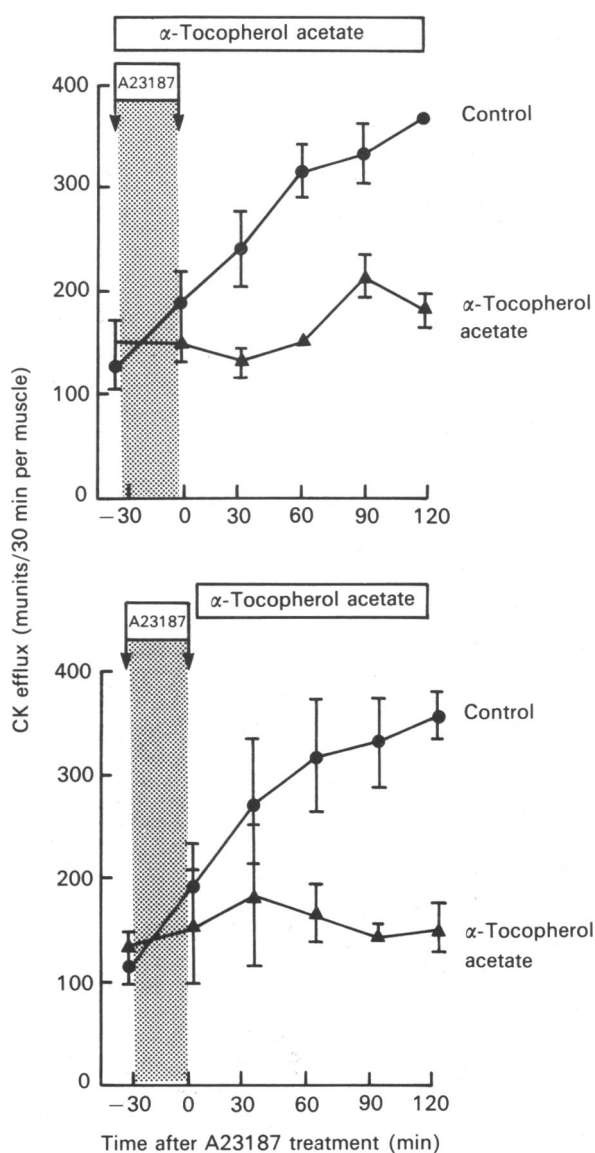 α-Tocopherol acetate
A23187
400
300
200
100
0
Control
α-Tocopherol
acetate
−30 0 30 60 90 120
CK efflux (munits/30 min per muscle)
α-Tocopherol acetate
A23187
400
300
200
100
0
Control
α-Tocopherol
acetate
−30 0 30 60 90 120
Time after A23187 treatment (min)